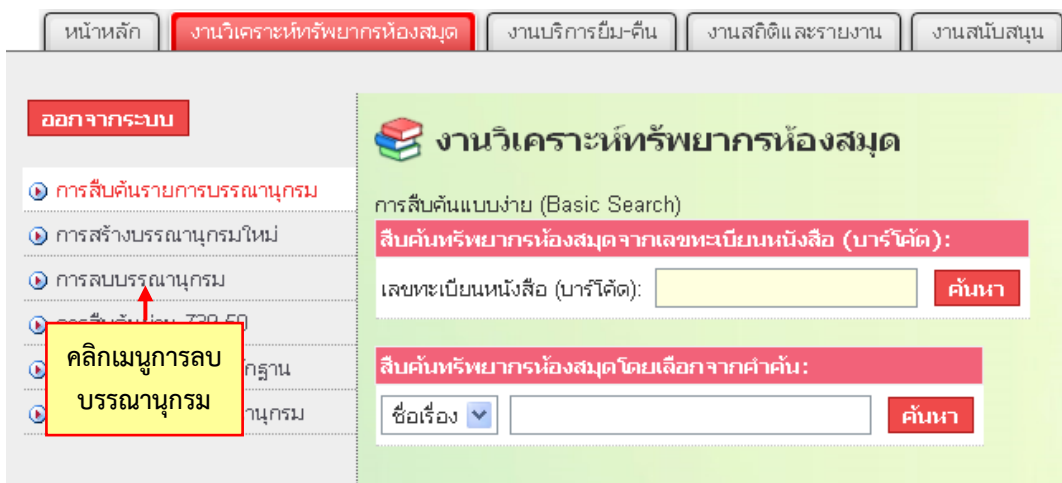 หน้าหลัก
งานวิเคราะห์ทรัพยากรห้องสมุด
งานบริการยืม-คืน
งานสถิติและรายงาน
งานสนับสนุน
ออกจากระบบ
การสืบค้นรายการบรรณานุกรม
การสร้างบรรณานุกรมใหม่
การลบบรรณานุกรม
Z39.50
กฐาน
านุกรม
คลิกเมนูการลบ
บรรณานุกรม
งานวิเคราะห์ทรัพยากรห้องสมุด
การสืบค้นแบบง่าย (Basic Search)
สืบค้นทรัพยากรห้องสมุดจากเลขทะเบียนหนังสือ (บาร์โค้ด):
เลขทะเบียนหนังสือ (บาร์โค้ด):
ค้นหา
สืบค้นทรัพยากรห้องสมุดโดยเลือกจากคำค้น:
ชื่อเรื่อง
ค้นหา